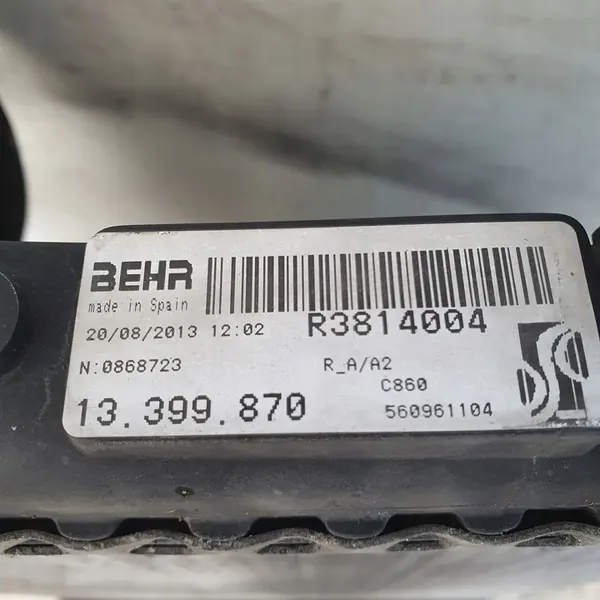 BEHR
made in Spain
20/08/2013 12:02 R3814004
N:0868723 R_A/A2
C860
13.399.870 560961104